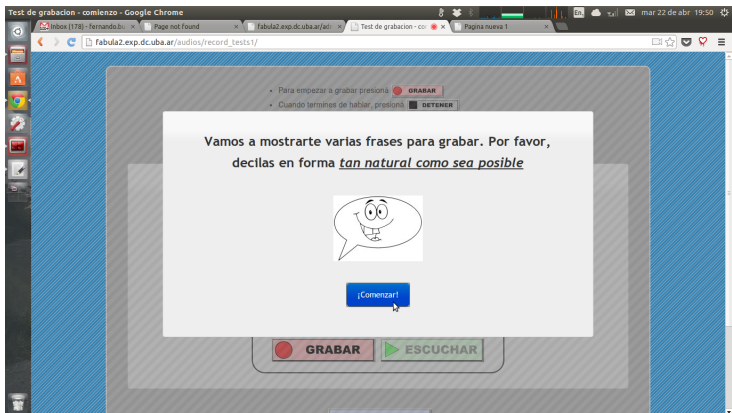 Test de grabacion - comienzo - Google Chrome
En
mar 22 de abr 19:50
Inbox (178) - fernando.bu
Page not found
fabula2.exp.dc.uba.ar/ad
Test de grabacion - co
Pagina nueva 1
fabula2.exp.dc.uba.ar/audios/record_tests1/
Para empezar a grabar presioná GRABAR
Cuando termines de hablar, presioná DETENER
Vamos a mostrarte varias frases para grabar. Por favor,
decilas en forma tan natural como sea posible
¡Comenzar!
GRABAR
ESCUCHAR